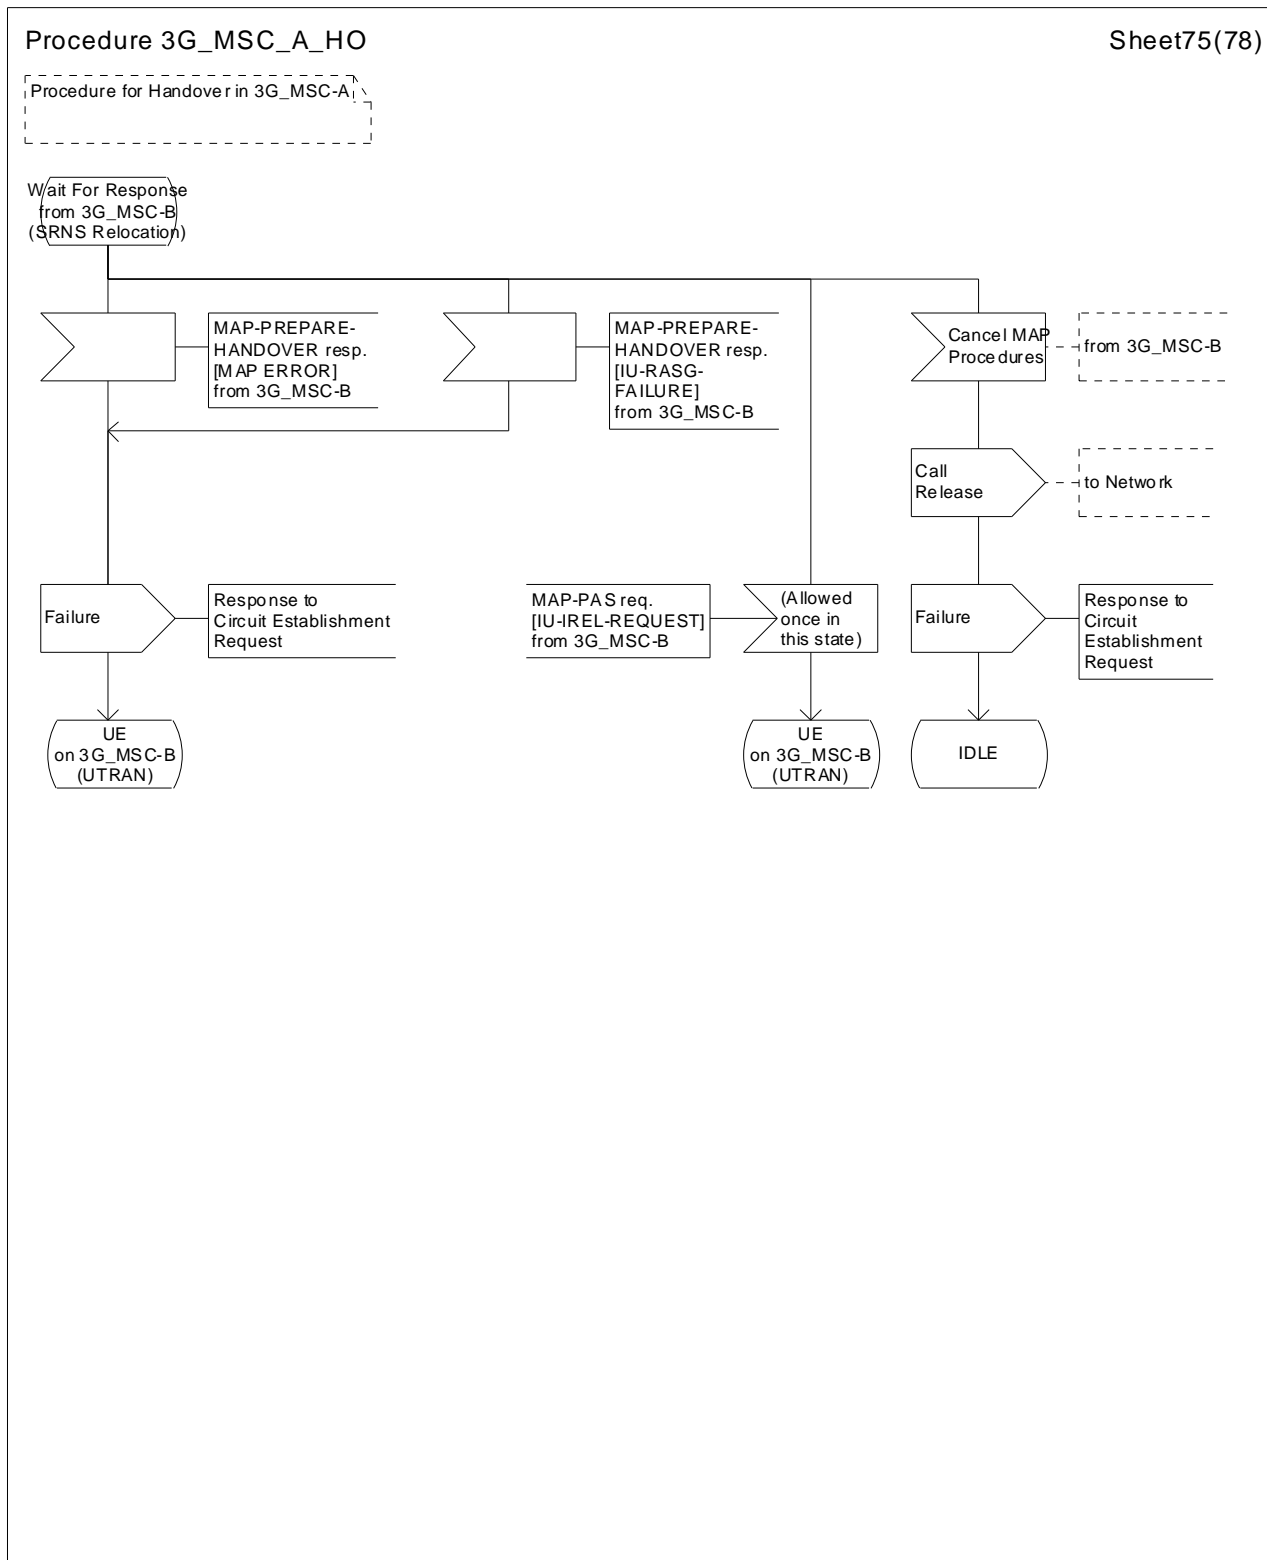 Procedure 3G_MSC_A_HO
Sheet75(78)
Procedure for Handover in 3G_MSC-A
Wait For Response
from 3G_MSC-B
(SRNS Relocation)
MAP-PREPARE-
HANDOVER resp.
[MAP ERROR]
from 3G_MSC-B
MAP-PREPARE-
HANDOVER resp.
[IU-RASG-
FAILURE]
from 3G_MSC-B
Cancel MAP
Procedures
from 3G_MSC-B
Call
Release
to Network
Failure
Response to
Circuit Establishment
Request
MAP-PAS req.
[IU-IREL-REQUEST]
from 3G_MSC-B
(Allowed
once in
this state)
Failure
Response to
Circuit
Establishment
Request
UE
on 3G_MSC-B
(UTRAN)
UE
on 3G_MSC-B
(UTRAN)
IDLE